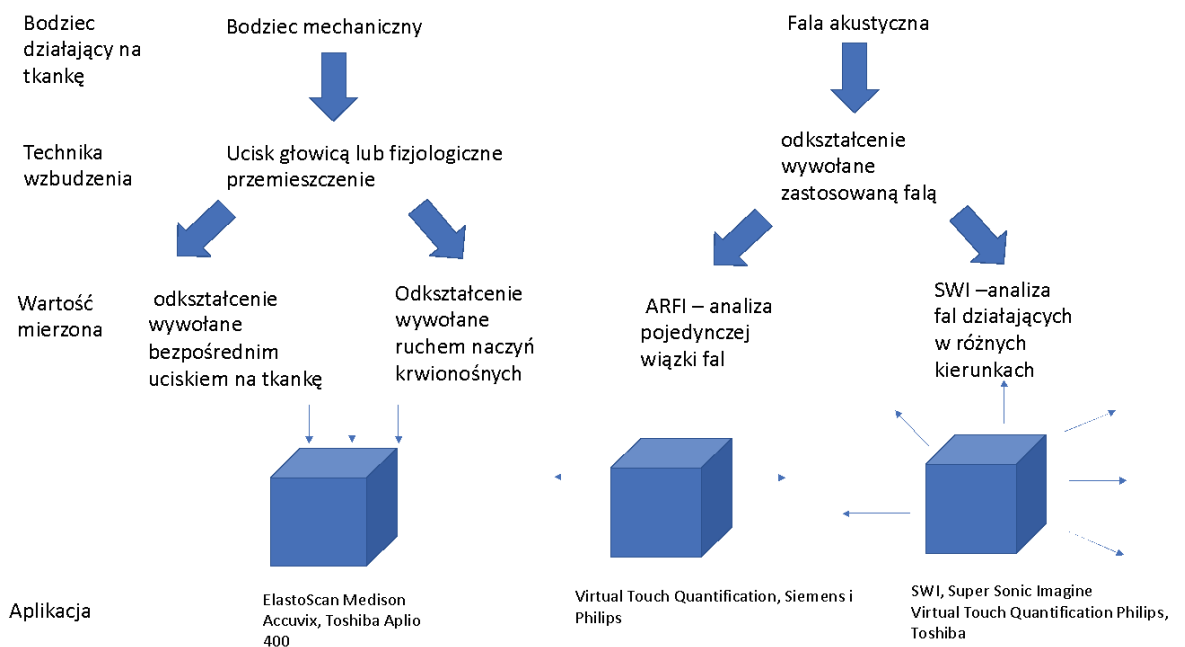 Bodziec
działający na
tkankę
Bodziec mechaniczny
Fala akustyczna
Technika
wzbudzenia
Ucisk głowicą lub fizjologiczne
przemieszczenie
odkształcenie
wywołane
zastosowaną falą
Wartość
mierzona
odkształcenie
wywołane
bezpośrednim
uciskiem na tkankę
Odkształcenie
wywołane
ruchem naczyń
krwionośnych
ARFI – analiza
pojedynczej
wiązki fal
SWI –analiza
fal działających
w różnych
kierunkach
Aplikacja
ElastoScan Medison
Accuvix, Toshiba Aplio
400
Virtual Touch Quantification, Siemens i
Philips
SWI, Super Sonic Imagine
Virtual Touch Quantification Philips,
Toshiba